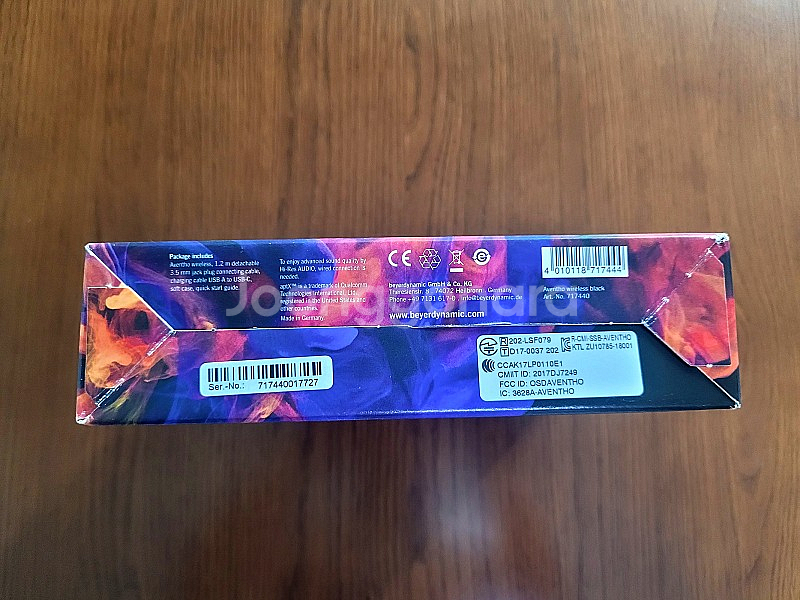 Package includes
Aventho wireless, 1.2 m detachable
3.5 mm jack plug connecting cable,
charging cable USB A to USB-C,
soft case, quick start guide
To enjoy advanced sound quality by
Hi-Res AUDIO, wired connection is
needed.
aptX™ is a trademark of Qualcomm
Technologies International, Ltd.,
registered in the United States and
other countries.
Made in Germany.
CE
beyerdynamic GmbH & Co. KG
Theresienstr. 8 74072 Heilbronn Germany
Phone +49 7131 617-0 info@beyerdynamic.de
www.beyerdynamic.com
4 010118 717444
Aventho wireless black
Art. No. 717440
Ser.-No.: 717440017727
R 202-LSF079
T D17-0037 202
R-CMI-SSB-AVENTHO
KTL ZU10785-18001
CCAK17LP0110E1
CMIIT ID: 2017DJ7249
FCC ID: OSDAVENTHO
IC: 3628A-AVENTHO